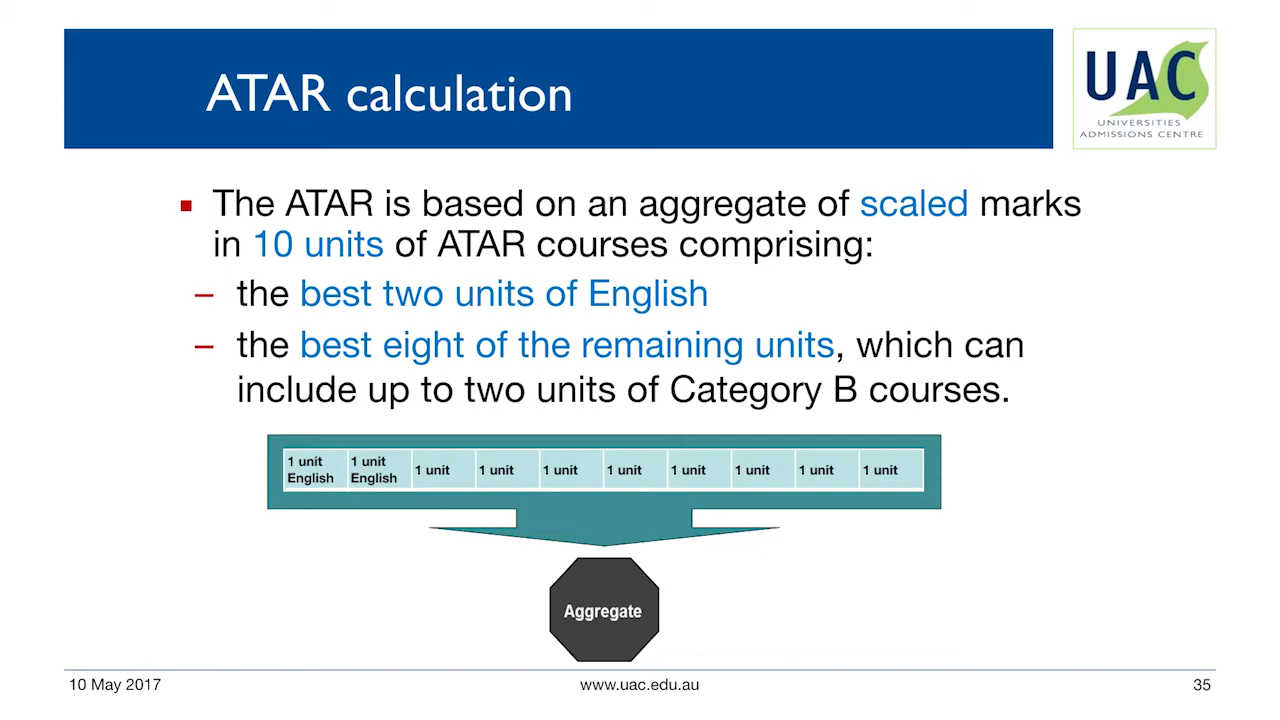 ATAR calculation
UAC
UNIVERSITIES
ADMISSIONS CENTRE
The ATAR is based on an aggregate of scaled marks
in 10 units of ATAR courses comprising:
– the best two units of English
– the best eight of the remaining units, which can
include up to two units of Category B courses.
1 unit English
1 unit English
1 unit
1 unit
1 unit
1 unit
1 unit
1 unit
1 unit
1 unit
Aggregate
10 May 2017
www.uac.edu.au
35